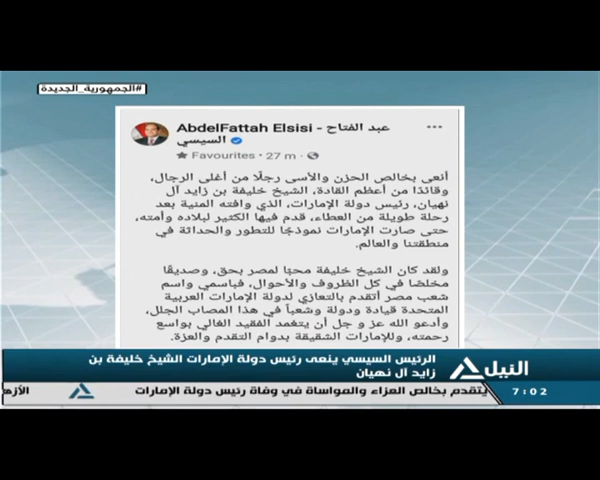 #الجمهورية_الجديدة
AbdelFattah Elsisi - عبد الفتاح
السيسي
Favourites · 27 m ·
أنعى بخالص الحزن والأسى رجلًا من أغلى الرجال،
وقائدًا من أعظم القادة، الشيخ خليفة بن زايد آل
نهيان، رئيس دولة الإمارات، الذي وافته المنية بعد
رحلة طويلة من العطاء، قدم فيها الكثير لبلاده وأمته،
حتى صارت الإمارات نموذجًا للتطور والحداثة في
منطقتنا والعالم.
ولقد كان الشيخ خليفة محبًا لمصر بحق، وصديقًا
مخلصًا في كل الظروف والأحوال، فباسمي واسم
شعب مصر أتقدم بالتعازي لدولة الإمارات العربية
المتحدة قيادة ودولة وشعباً في هذا المصاب الجلل،
وأدعو الله عز و جل أن يتغمد الفقيد الغالي بواسع
رحمته، وللإمارات الشقيقة بدوام التقدم والعزة.
الرئيس السيسي ينعى رئيس دولة الإمارات الشيخ خليفة بن
زايد آل نهيان
النيل
يتقدم بخالص العزاء والمواساة في وفاة رئيس دولة الإمارات
الأزه
7:02